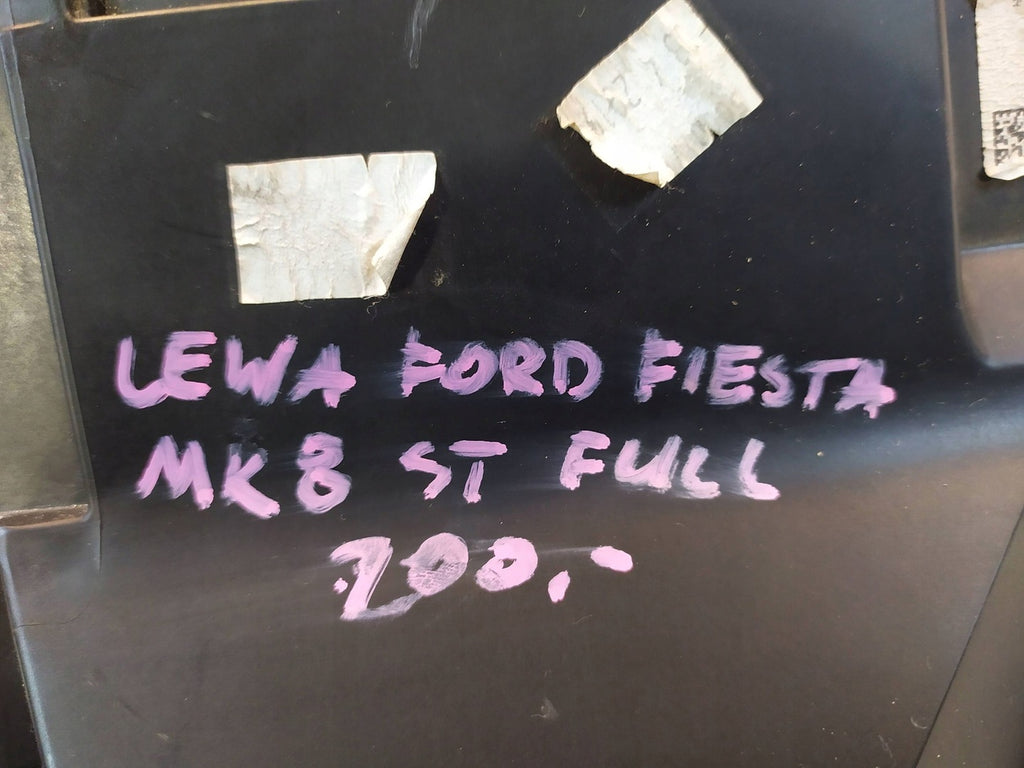 LEWA FORD FIESTA
MK8 ST FULL
200,-